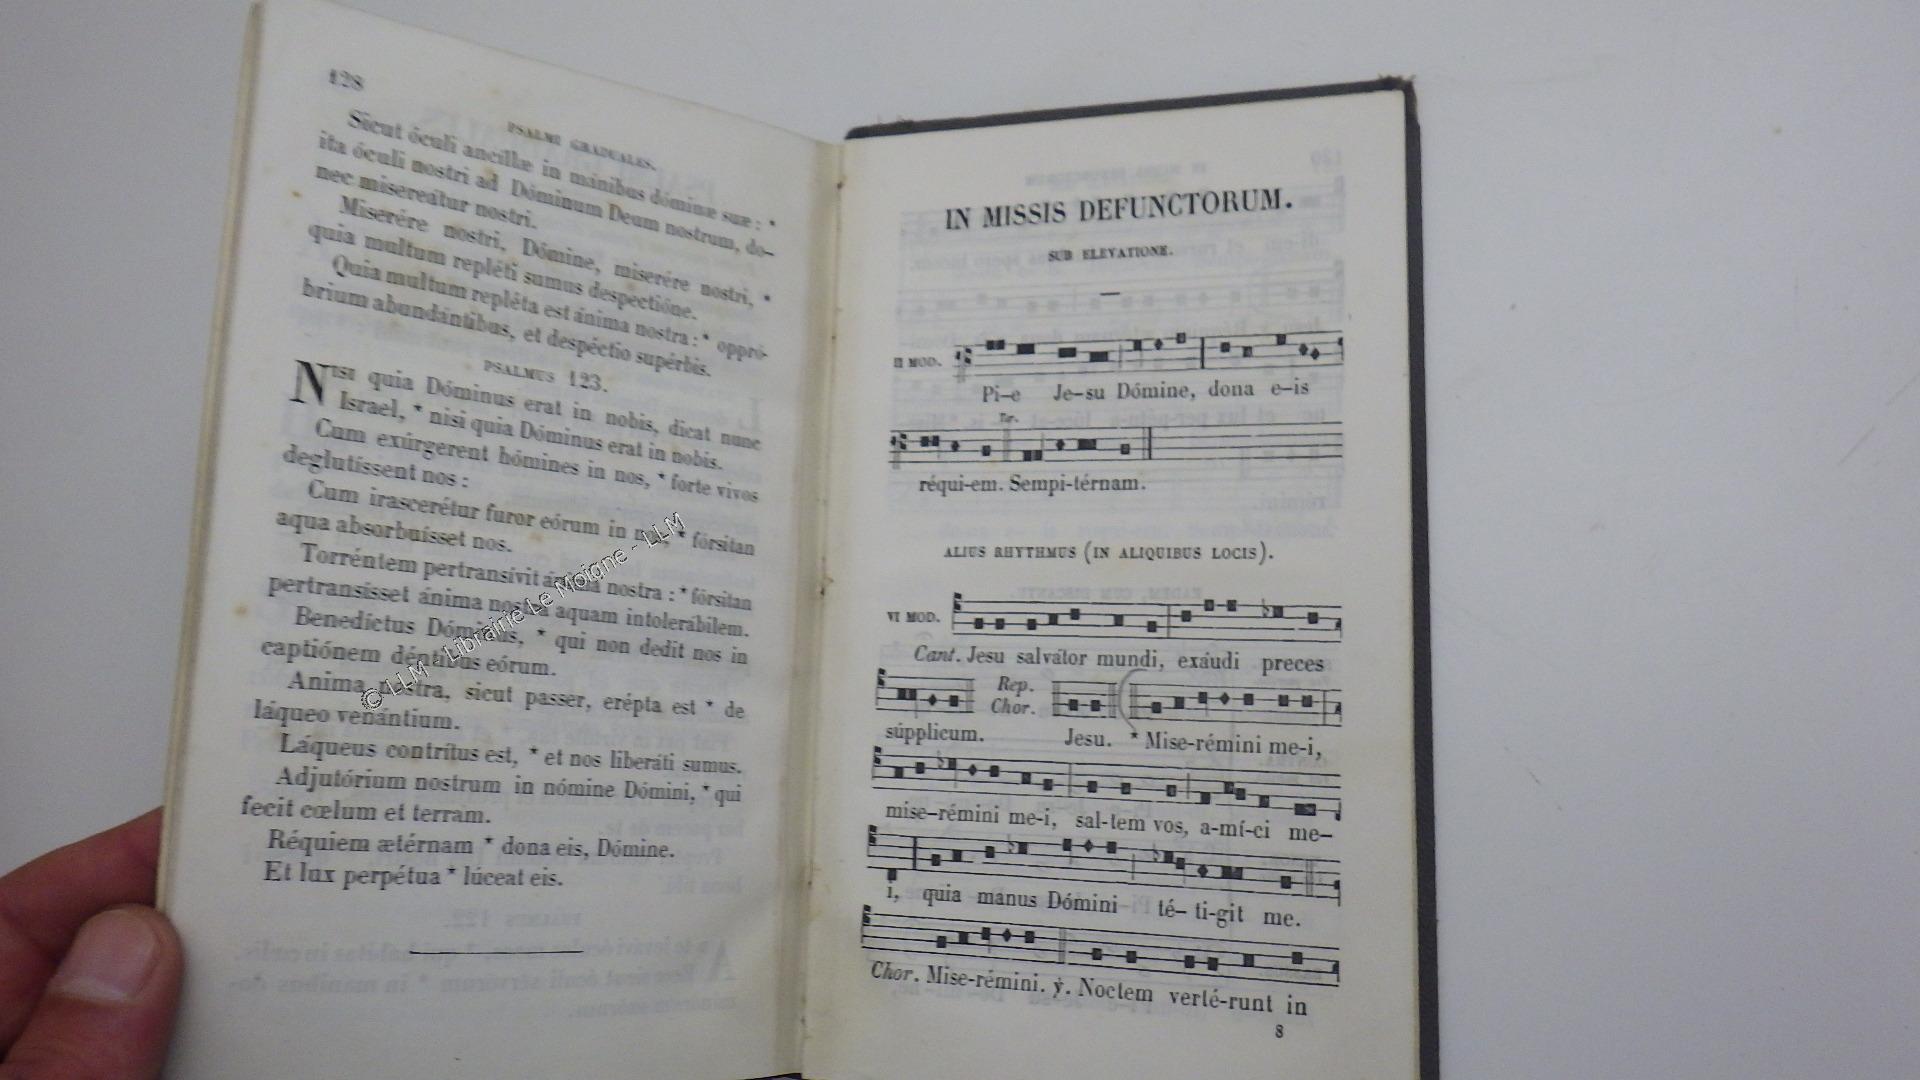 128
PSALMI GRADUALES.
Sicut óculi ancíllæ in mánibus dóminæ suæ : *
ita óculi nostri ad Dóminum Deum nostrum, do–
nec misereátur nostri.
Miserére nostri, Dómine, miserére nostri, *
quia multum repléti sumus despectióne.
Quia multum repléta est ánima nostra : * oppró-
brium abundántibus, et despéctio supérbis.
PSALMUS 123.
NISI quia Dóminus erat in nobis, dicat nunc
Israel, * nisi quia Dóminus erat in nobis.
Cum exúrgerent hómines in nos, * forte vivos
deglutíssent nos :
Cum irascerétur furor eórum in nos, * fórsitan
aqua absorbuísset nos.
Torréntem pertransívit ánima nostra : * fórsitan
pertransísset ánima nostra aquam intolerábilem.
Benedíctus Dóminus, * qui non dedit nos in
captiónem déntibus eórum.
Anima nostra, sicut passer, erépta est * de
láqueo venántium.
Láqueus contrítus est, * et nos liberáti sumus.
Adjutórium nostrum in nómine Dómini, * qui
fecit cœlum et terram.
Réquiem ætérnam * dona eis, Dómine.
Et lux perpétua * lúceat eis.
© LLM - Librairie Le Moigne - LLM
IN MISSIS DEFUNCTORUM.
SUB ELEVATIONE.
II MOD.
Pi–e Je–su Dómine, dona e–is
Ter.
réqui-em. Sempi-térnam.
ALIUS RHYTHMUS (IN ALIQUIBUS LOCIS).
VI MOD.
Cant. Jesu salvátor mundi, exáudi preces
Rep.
Chor.
súpplicum. Jesu. * Mise-rémini me-i,
mise–rémini me-i, sal-tem vos, a-mí-ci me–
i, quia manus Dómini té– ti-git me.
Chor. Mise-rémini. ℣. Noctem verté-runt in
8